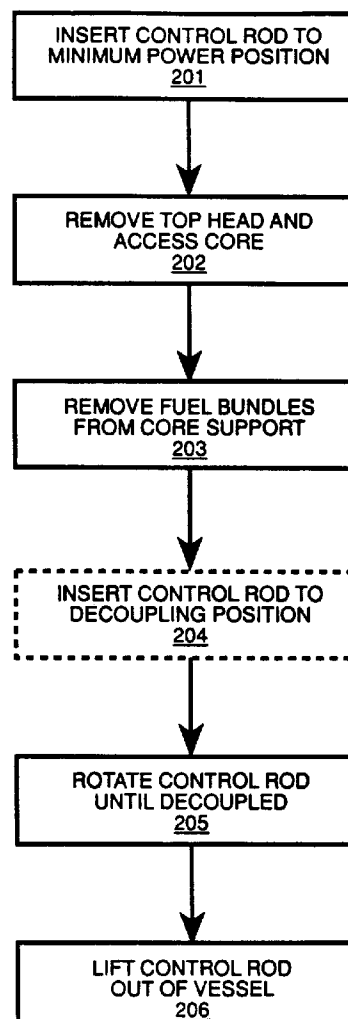 INSERT CONTROL ROD TO
MINIMUM POWER POSITION
201
REMOVE TOP HEAD AND
ACCESS CORE
202
REMOVE FUEL BUNDLES
FROM CORE SUPPORT
203
INSERT CONTROL ROD TO
DECOUPLING POSITION
204
ROTATE CONTROL ROD
UNTIL DECOUPLED
205
LIFT CONTROL ROD
OUT OF VESSEL
206